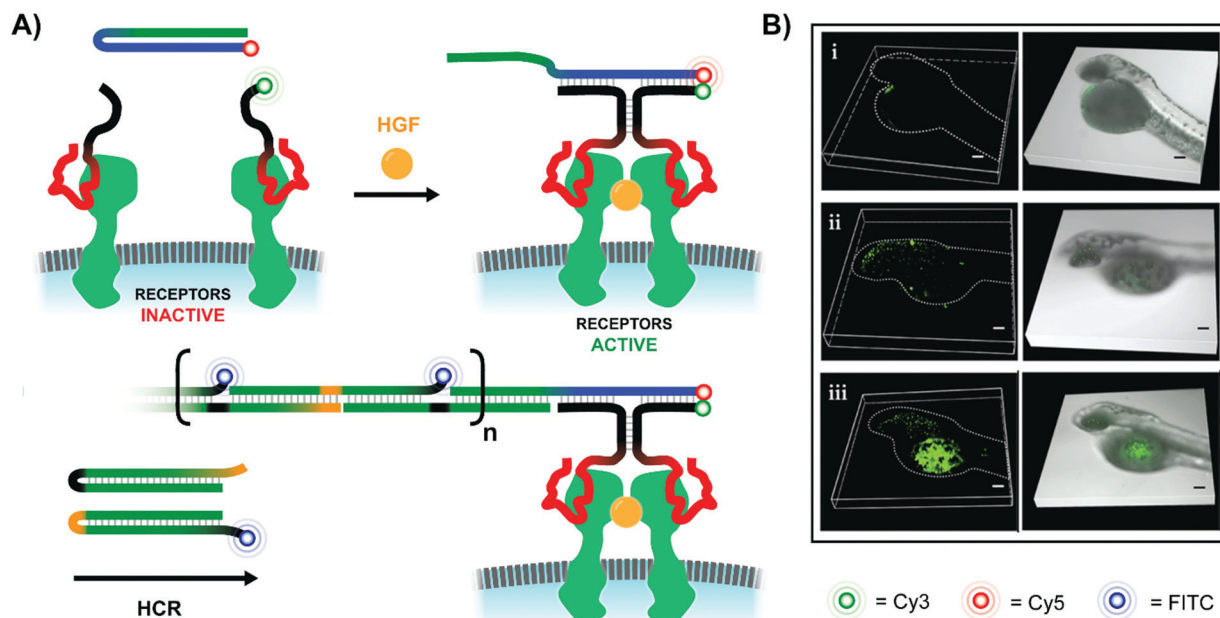 A)
HGF
RECEPTORS
INACTIVE
RECEPTORS
ACTIVE
n
HCR
B)
i
ii
iii
= Cy3
= Cy5
= FITC